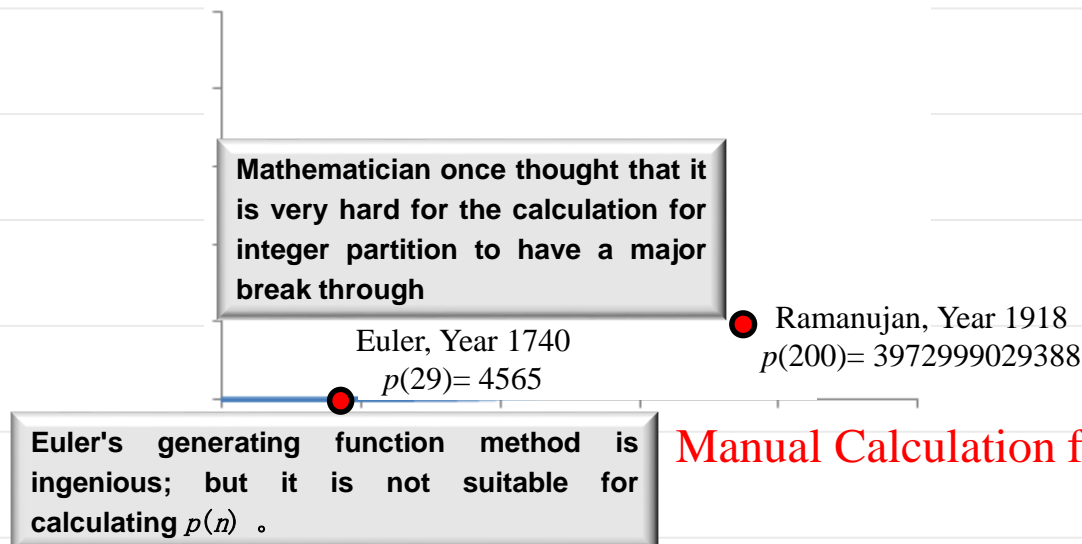 Mathematician once thought that it
is very hard for the calculation for
integer partition to have a major
break through
Ramanujan, Year 1918
p(200)= 3972999029388
Euler, Year 1740
p(29)= 4565
Euler's generating function method is
ingenious; but it is not suitable for
calculating p(n) 。
Manual Calculation f